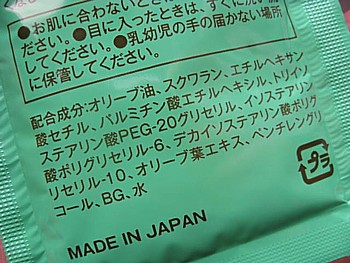 ●お肌に合わないとき
ださい。●目に入ったときは、すぐに洗い流
してください。●乳幼児の手の届かない場所
に保管してください。
配合成分:オリーブ油、スクワラン、エチルヘキサン
酸セチル、パルミチン酸エチルヘキシル、トリイソ
ステアリン酸PEG-20グリセリル、イソステアリン
酸ポリグリセリル-6、デカイソステアリン酸ポリグ
リセリル-10、オリーブ葉エキス、ペンチレングリ
コール、BG、水
プラ
MADE IN JAPAN